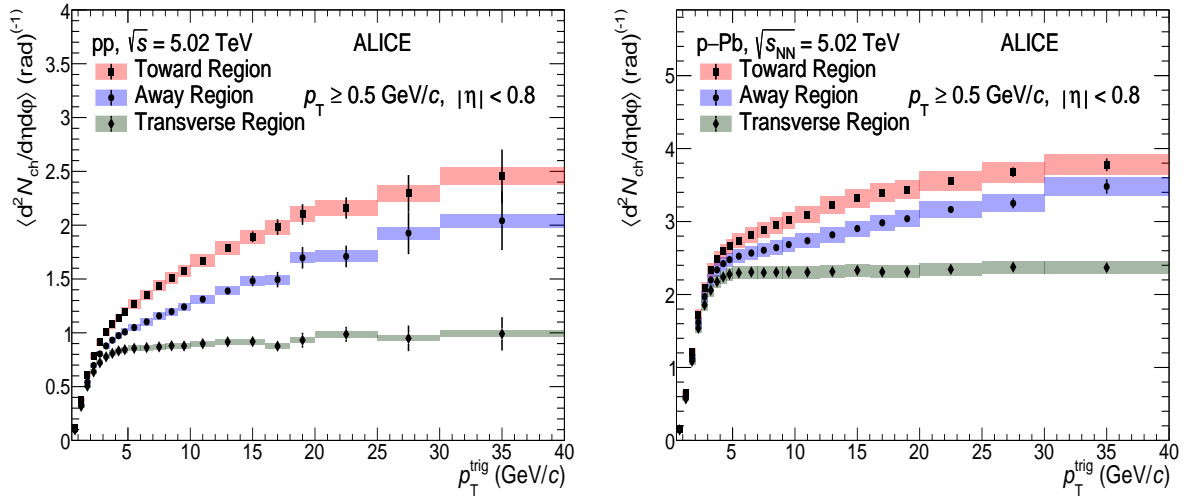 pp, √s = 5.02 TeV ALICE
Toward Region
Away Region p_T ≥ 0.5 GeV/c, |η| < 0.8
Transverse Region
⟨d²N_ch/dηdφ⟩ (rad)^(-1)
4
3.5
3
2.5
2
1.5
1
0.5
0
5 10 15 20 25 30 35 40
p_T^trig (GeV/c)
p–Pb, √s_NN = 5.02 TeV ALICE
Toward Region
Away Region p_T ≥ 0.5 GeV/c, |η| < 0.8
Transverse Region
⟨d²N_ch/dηdφ⟩ (rad)^(-1)
5
4
3
2
1
0
5 10 15 20 25 30 35 40
p_T^trig (GeV/c)